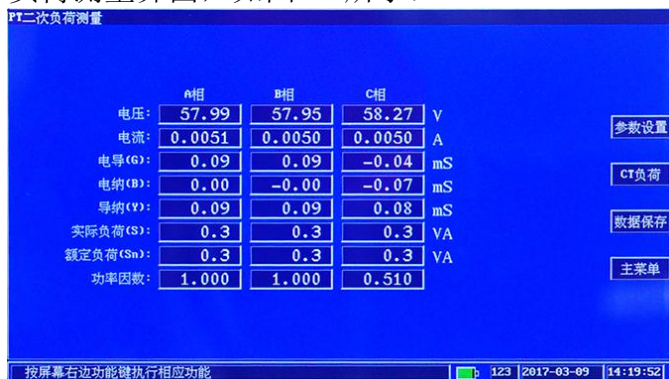 PT二次负荷测量
A相 B相 C相
电压: 57.99 57.95 58.27 V
电流: 0.0051 0.0050 0.0050 A
电导(G): 0.09 0.09 -0.04 mS
电纳(B): 0.00 -0.00 -0.07 mS
导纳(Y): 0.09 0.09 0.08 mS
实际负荷(S): 0.3 0.3 0.3 VA
额定负荷(Sn): 0.3 0.3 0.3 VA
功率因数: 1.000 1.000 0.510
参数设置
CT负荷
数据保存
主菜单
按屏幕右边功能键执行相应功能 123 2017-03-09 14:19:52